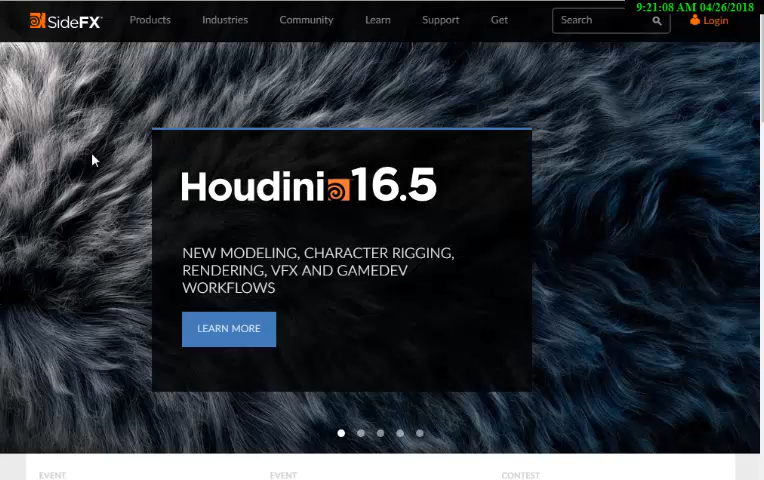 9:21:08 AM 04/26/2018
SideFX Products Industries Community Learn Support Get Search Login
Houdini 16.5
NEW MODELING, CHARACTER RIGGING,
RENDERING, VFX AND GAMEDEV
WORKFLOWS
LEARN MORE
EVENT EVENT CONTEST